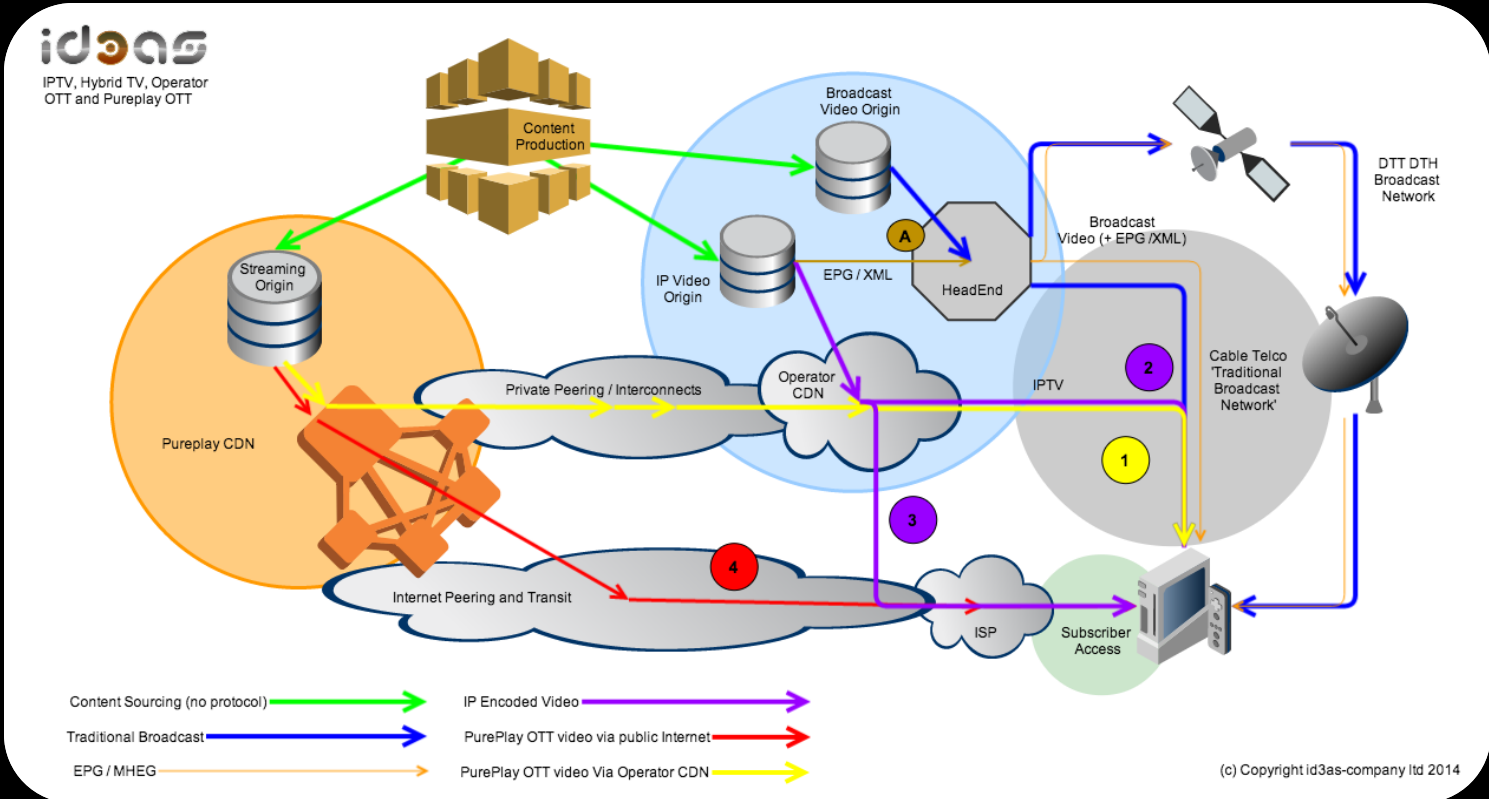 id3as
IPTV, Hybrid TV, Operator
OTT and Pureplay OTT
Content
Production
Broadcast
Video Origin
DTT DTH
Broadcast
Network
A
Broadcast
Video (+ EPG /XML)
Streaming
Origin
IP Video
Origin
EPG / XML
HeadEnd
Private Peering / Interconnects
Operator
CDN
IPTV
2
Cable Telco
'Traditional
Broadcast
Network'
Pureplay CDN
1
3
4
Internet Peering and Transit
ISP
Subscriber
Access
Content Sourcing (no protocol)
IP Encoded Video
Traditional Broadcast
PurePlay OTT video via public Internet
EPG / MHEG
PurePlay OTT video Via Operator CDN
(c) Copyright id3as-company ltd 2014